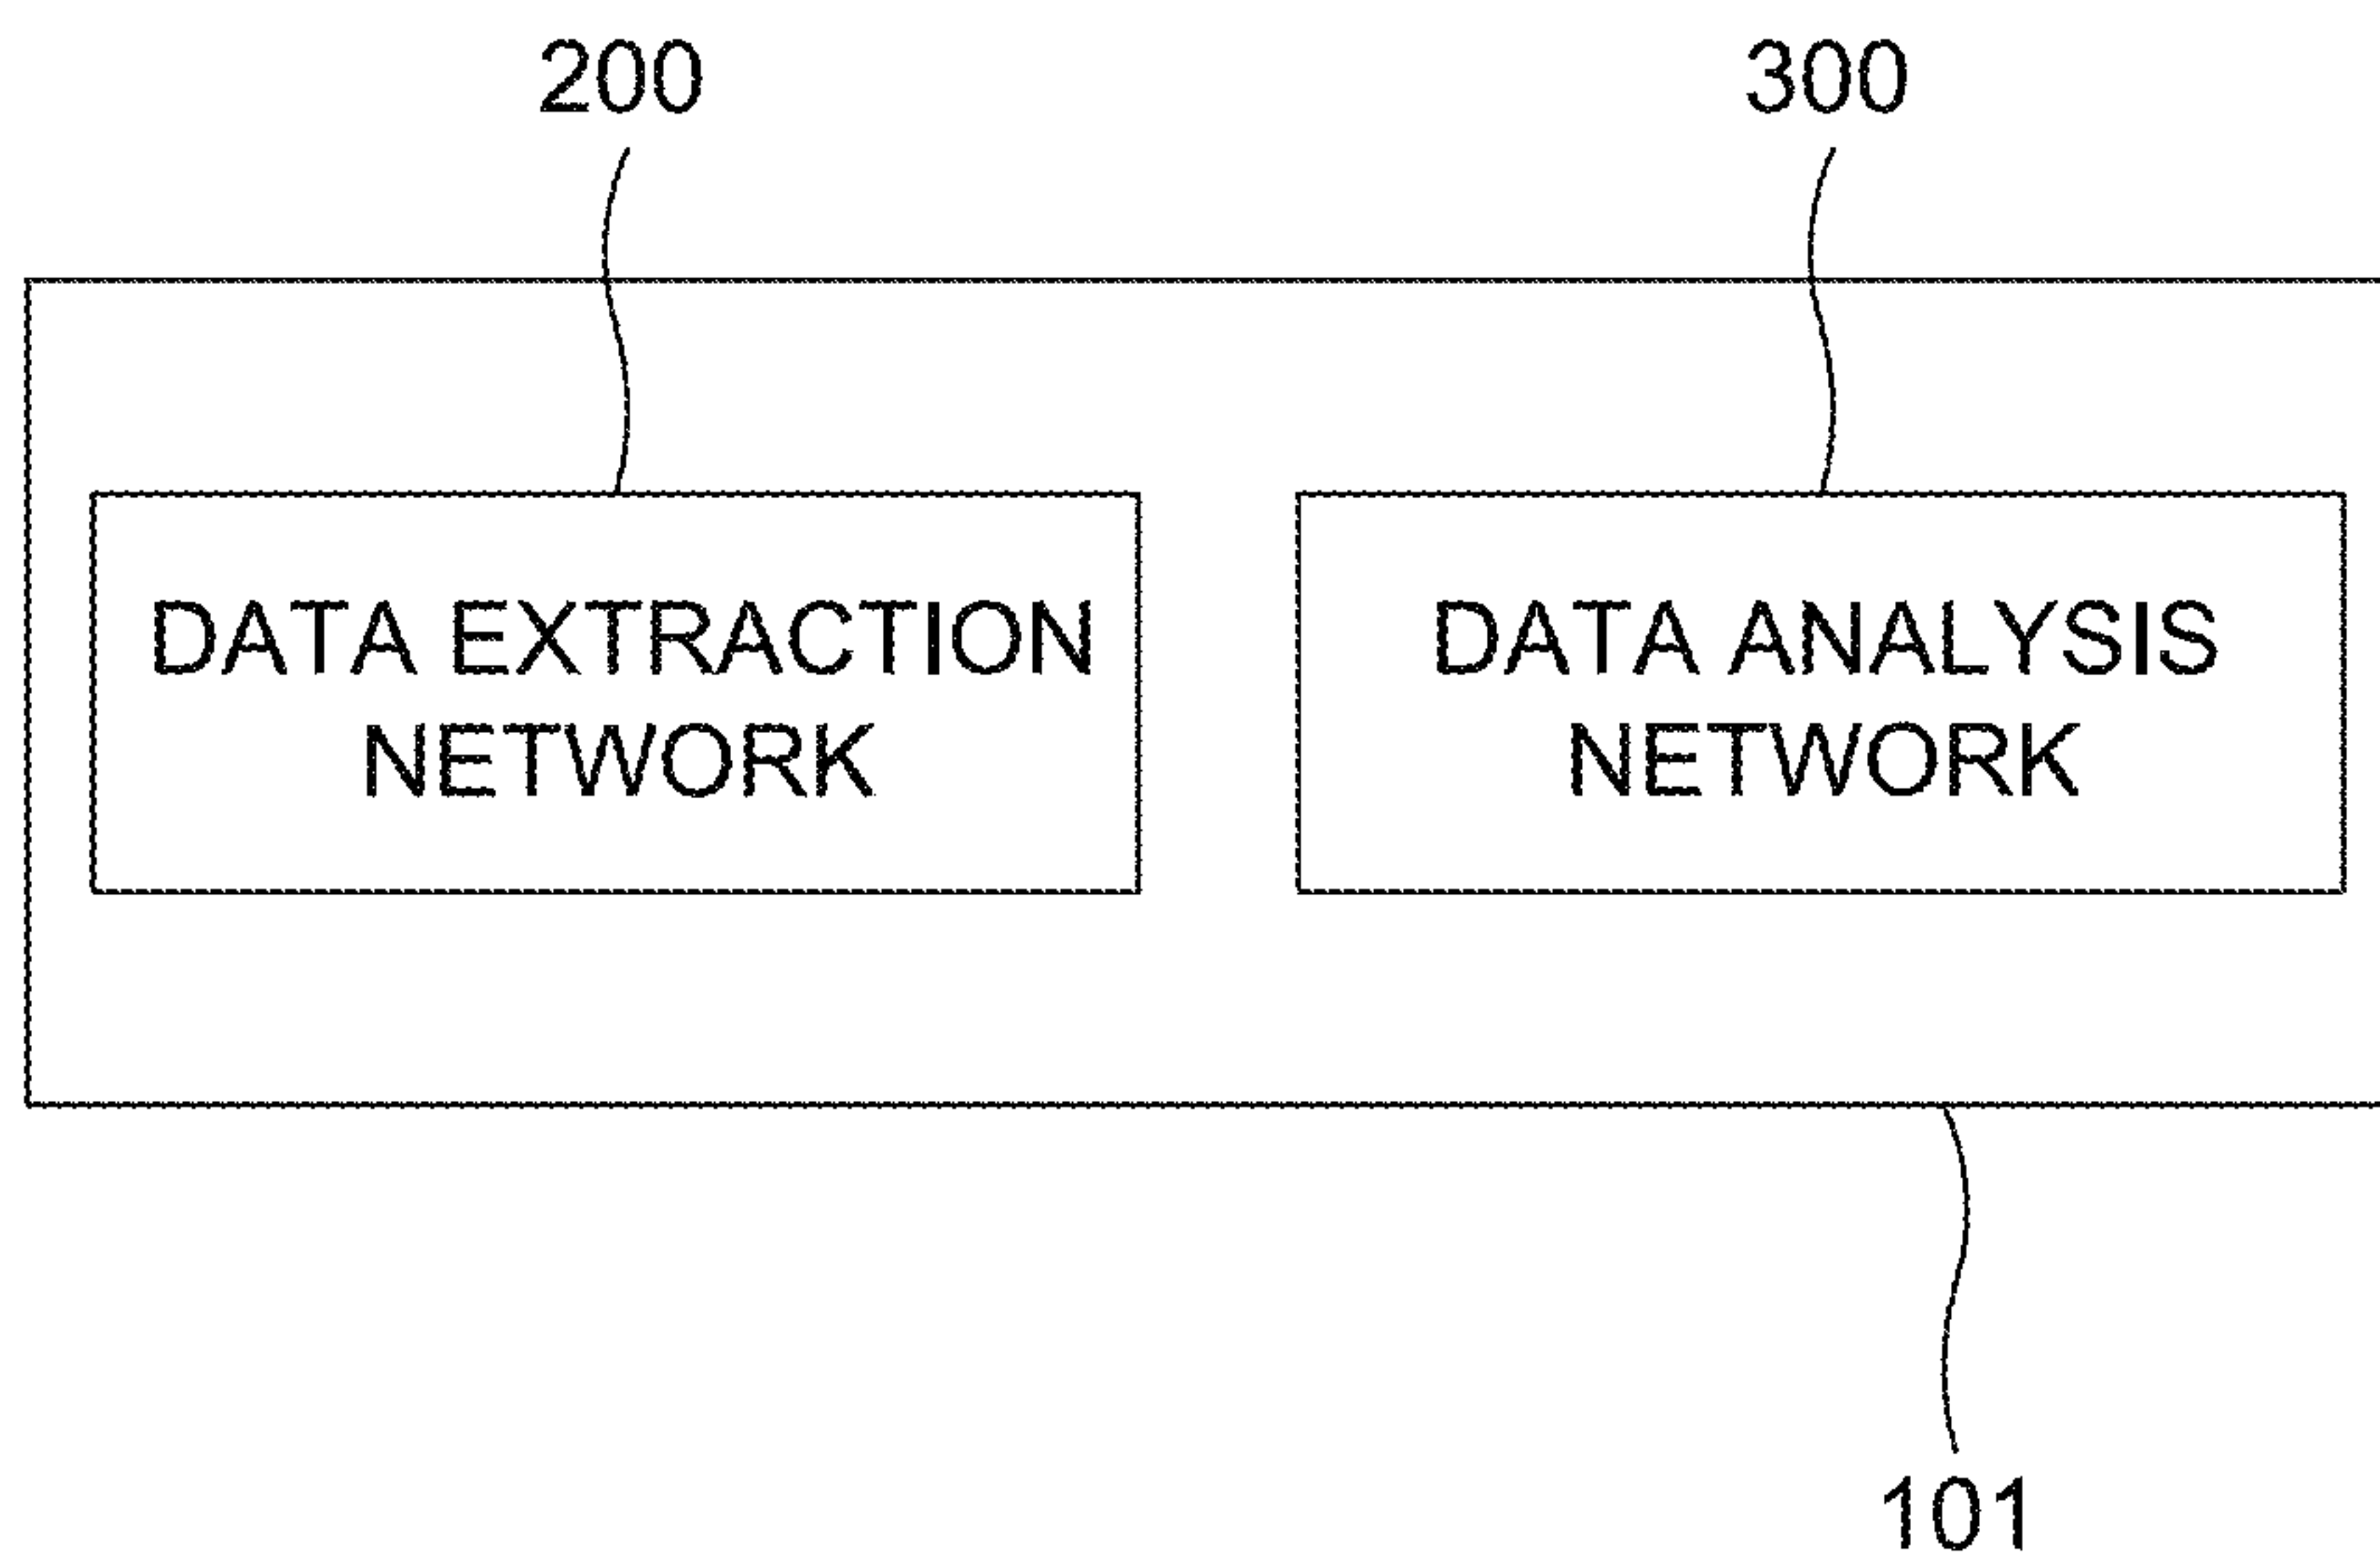 200
300
DATA EXTRACTION
NETWORK
DATA ANALYSIS
NETWORK
101